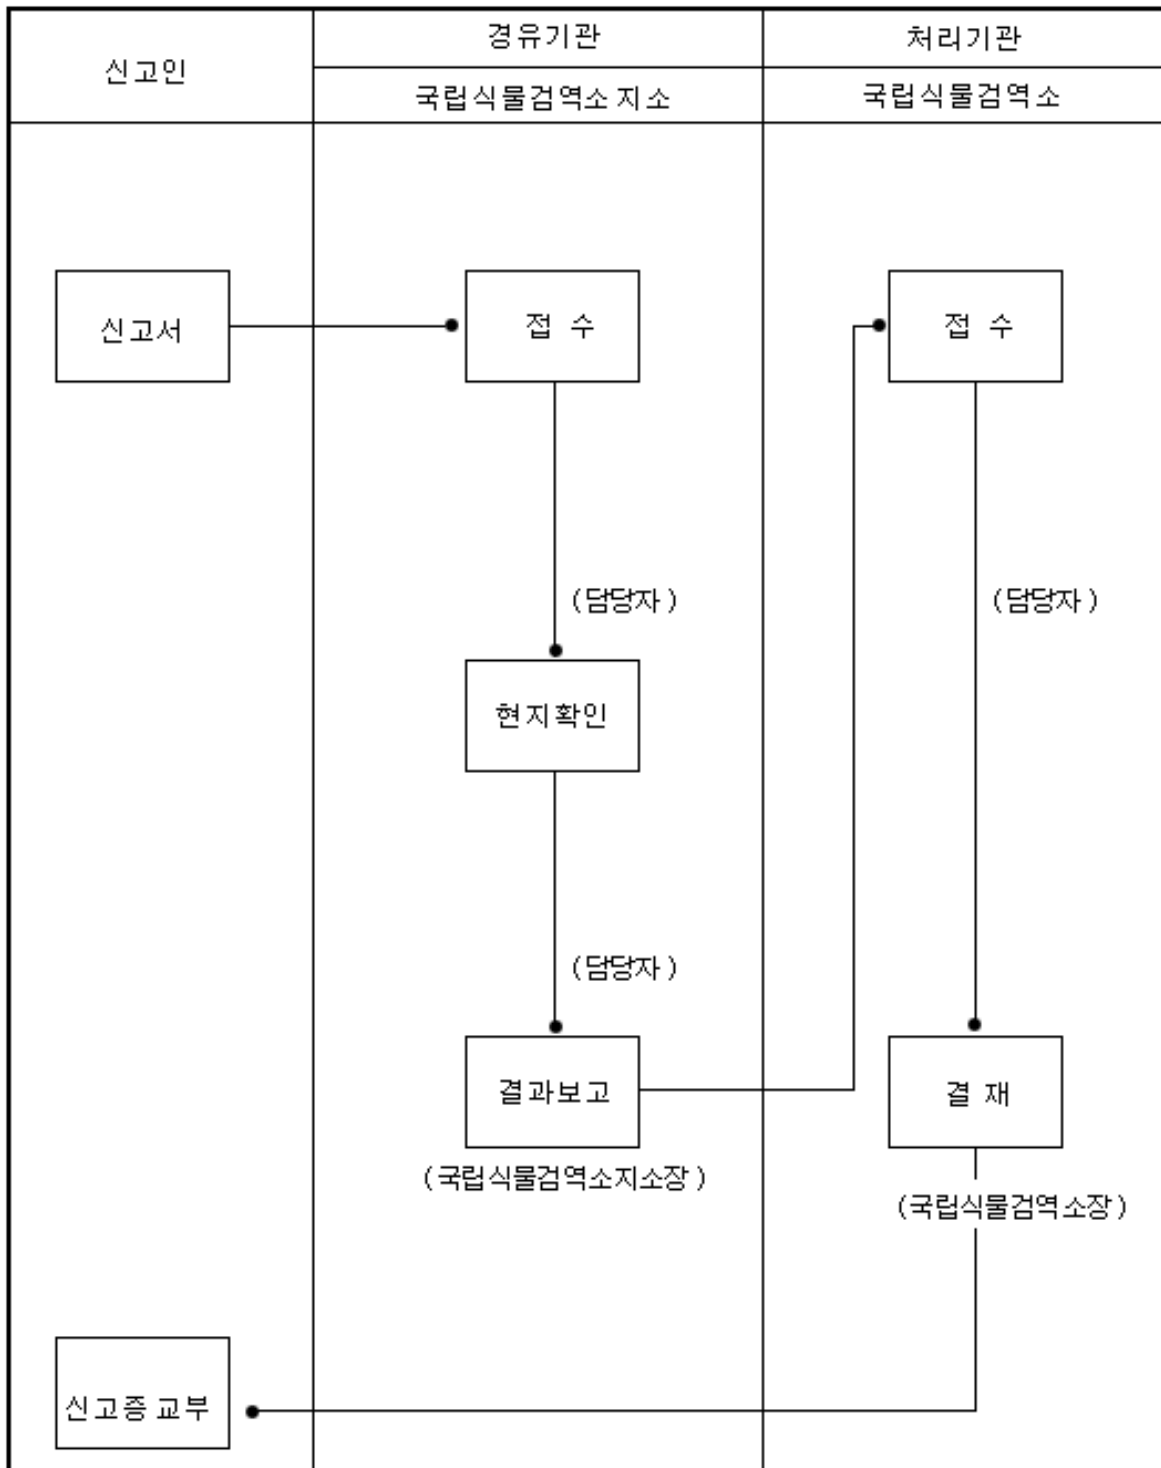 신고인
경유기관
처리기관
국립식물검역소 지소
국립식물검역소
신고서
접 수
접 수
(담당자)
(담당자)
현지확인
(담당자)
결과보고
결 재
(국립식물검역소지소장)
(국립식물검역소장)
신고증 교부